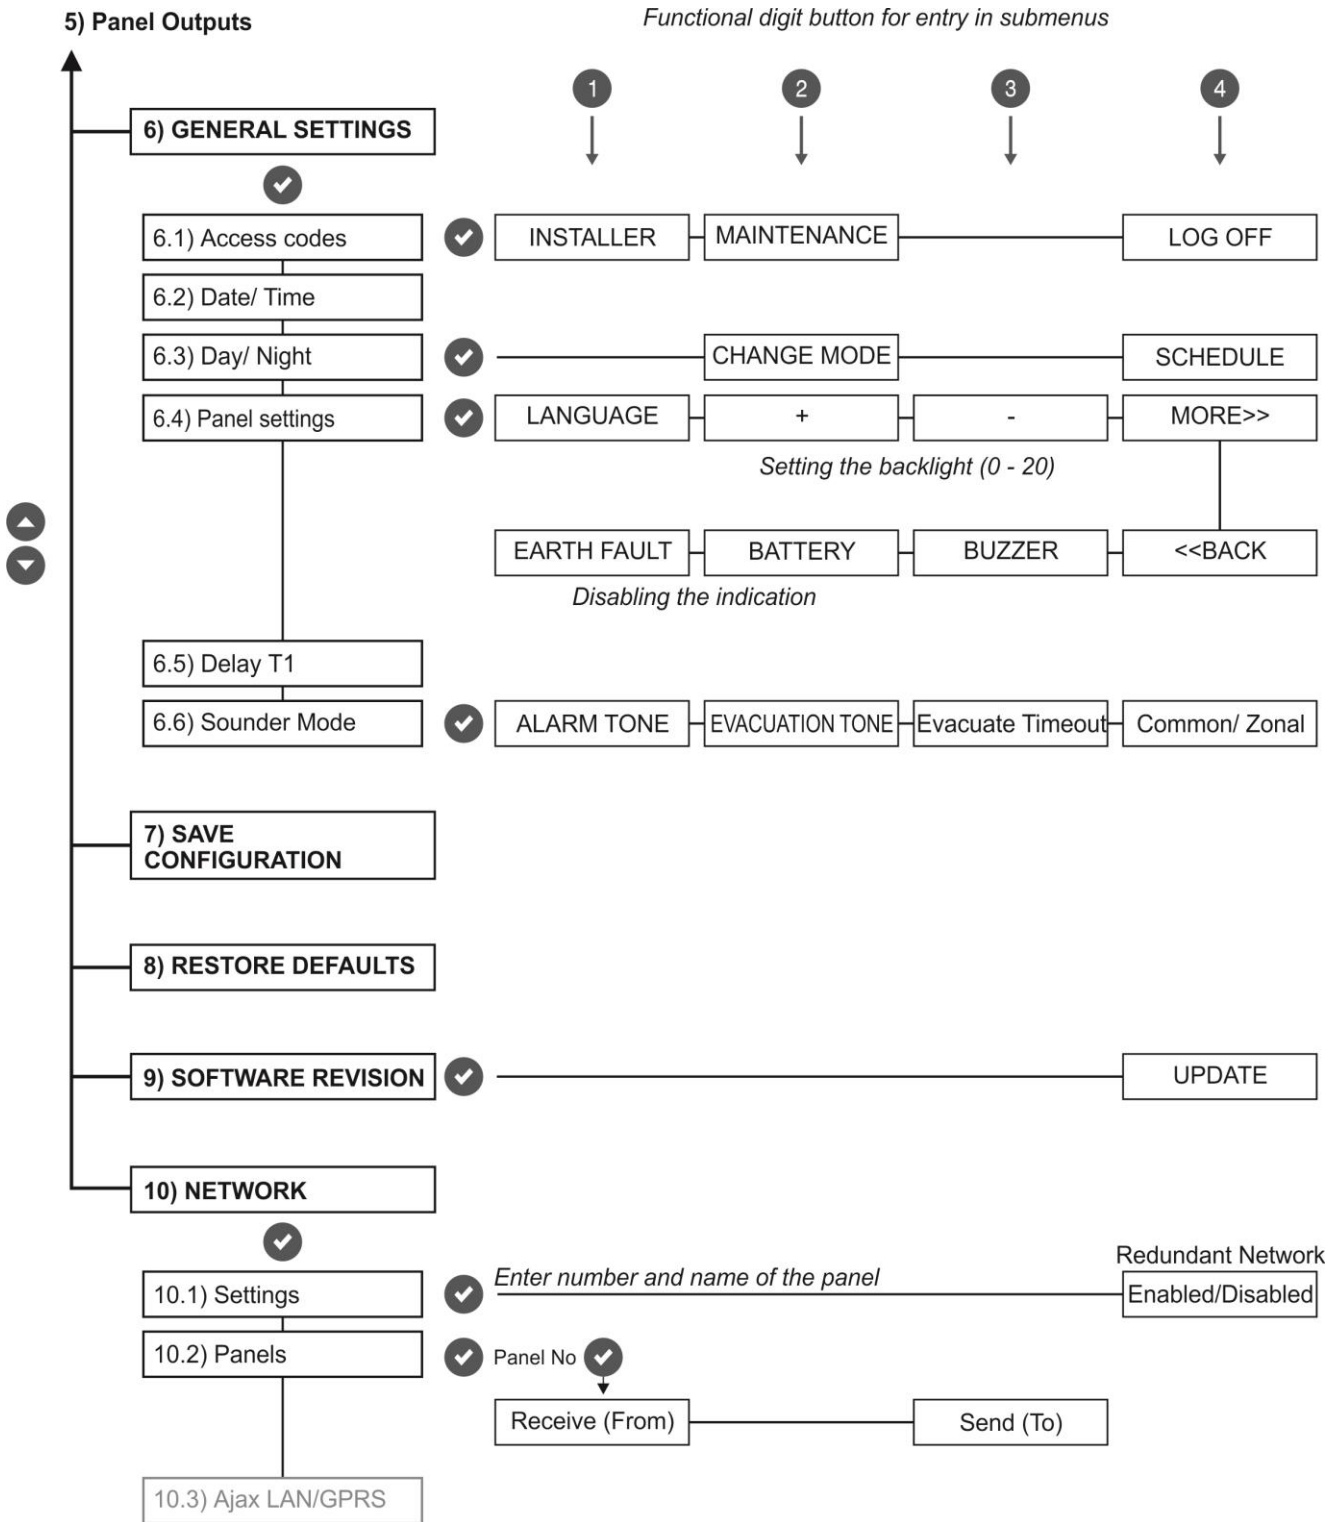 5) Panel Outputs
Functional digit button for entry in submenus
1 2 3 4
6) GENERAL SETTINGS
6.1) Access codes INSTALLER MAINTENANCE LOG OFF
6.2) Date/ Time
6.3) Day/ Night CHANGE MODE SCHEDULE
6.4) Panel settings LANGUAGE + - MORE>>
Setting the backlight (0 - 20)
EARTH FAULT BATTERY BUZZER <<BACK
Disabling the indication
6.5) Delay T1
6.6) Sounder Mode ALARM TONE EVACUATION TONE Evacuate Timeout Common/ Zonal
7) SAVE
CONFIGURATION
8) RESTORE DEFAULTS
9) SOFTWARE REVISION UPDATE
10) NETWORK
Redundant Network
10.1) Settings Enter number and name of the panel Enabled/Disabled
10.2) Panels Panel No
Receive (From) Send (To)
10.3) Ajax LAN/GPRS